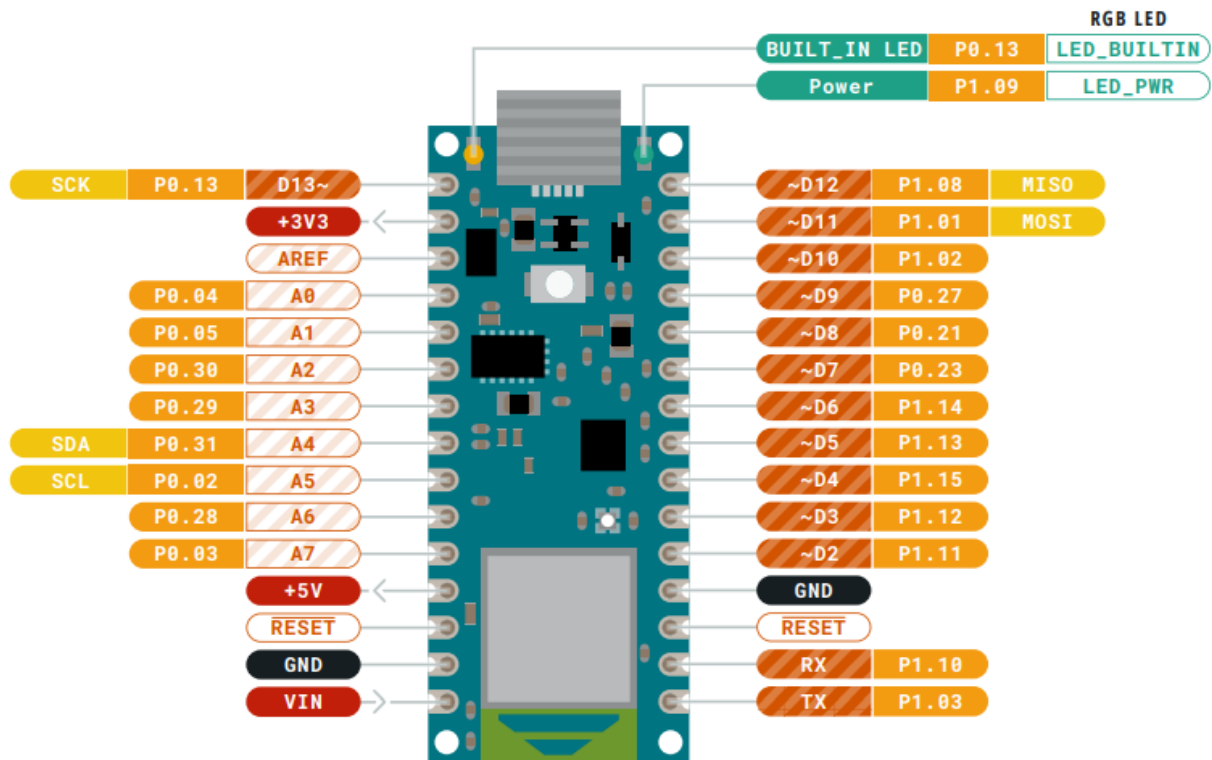 RGB LED
BUILT_IN LED P0.13 LED_BUILTIN
Power P1.09 LED_PWR
SCK P0.13 D13~
+3V3
AREF
P0.04 A0
P0.05 A1
P0.30 A2
P0.29 A3
SDA P0.31 A4
SCL P0.02 A5
P0.28 A6
P0.03 A7
+5V
RESET
GND
VIN
~D12 P1.08 MISO
~D11 P1.01 MOSI
~D10 P1.02
~D9 P0.27
~D8 P0.21
~D7 P0.23
~D6 P1.14
~D5 P1.13
~D4 P1.15
~D3 P1.12
~D2 P1.11
GND
RESET
RX P1.10
TX P1.03